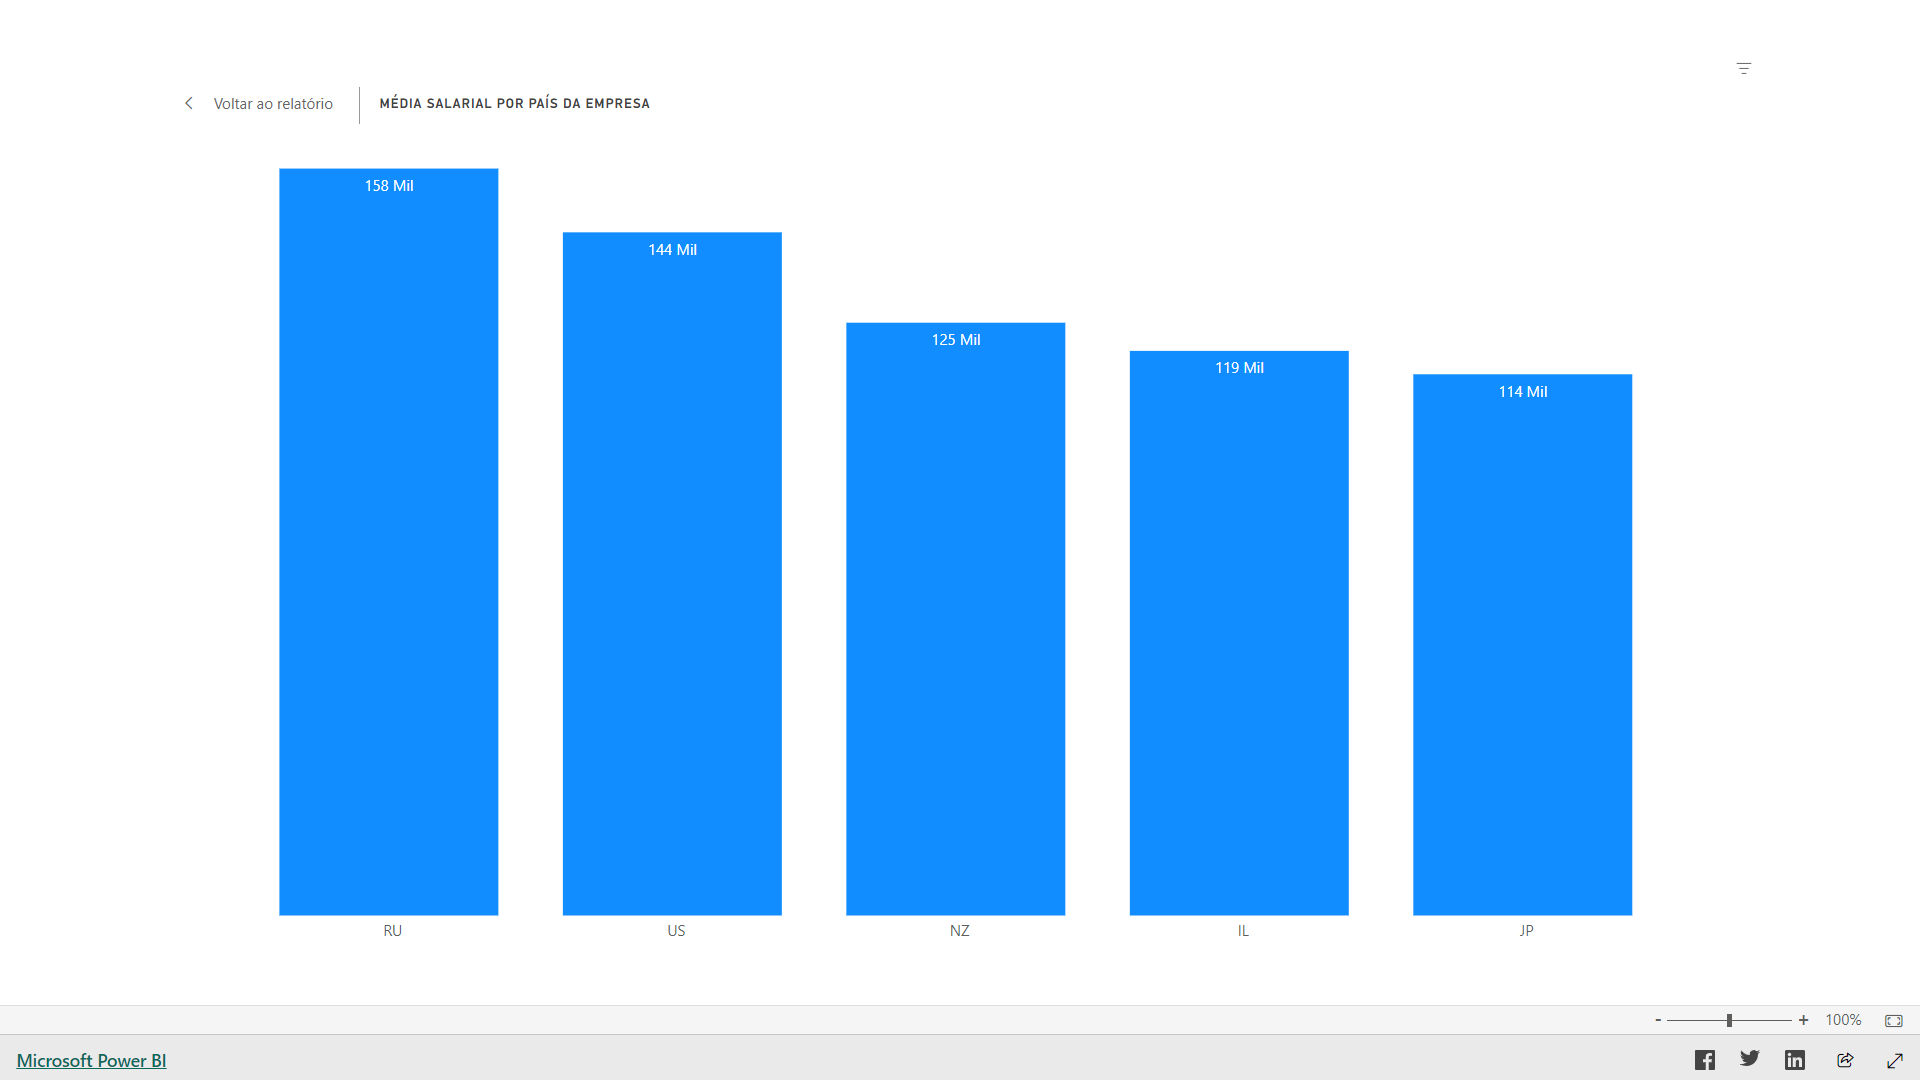 Voltar ao relatório
MÉDIA SALARIAL POR PAÍS DA EMPRESA
158 Mil
144 Mil
125 Mil
119 Mil
114 Mil
RU US NZ IL JP
- + 100%
Microsoft Power BI